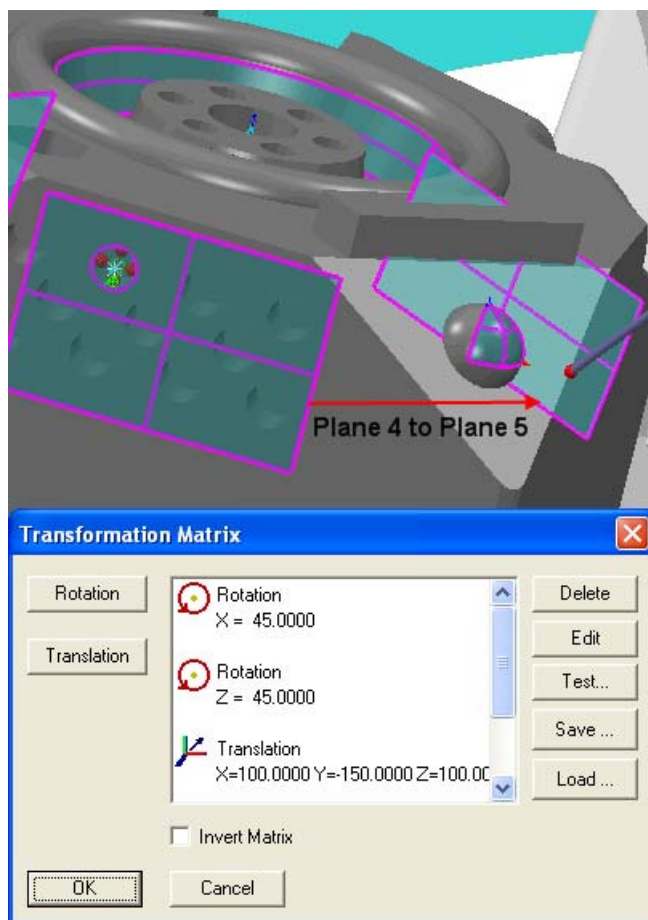 Plane 4 to Plane 5
Transformation Matrix
Rotation
Translation
Rotation
X = 45.0000
Rotation
Z = 45.0000
Translation
X=100.0000 Y=-150.0000 Z=100.00
Delete
Edit
Test...
Save ...
Load ...
Invert Matrix
OK
Cancel